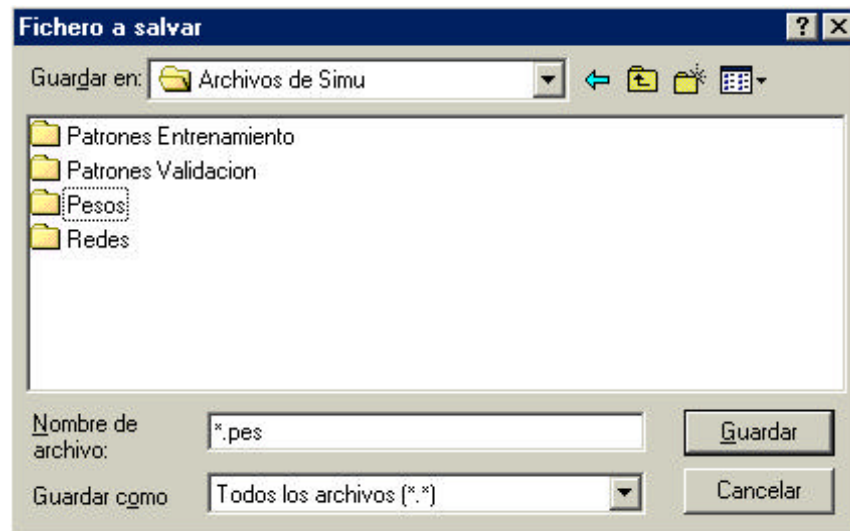 Fichero a salvar
Guardar en: Archivos de Simu
Patrones Entrenamiento
Patrones Validacion
Pesos
Redes
Nombre de archivo:
*.pes
Guardar
Guardar como
Todos los archivos (*.*)
Cancelar